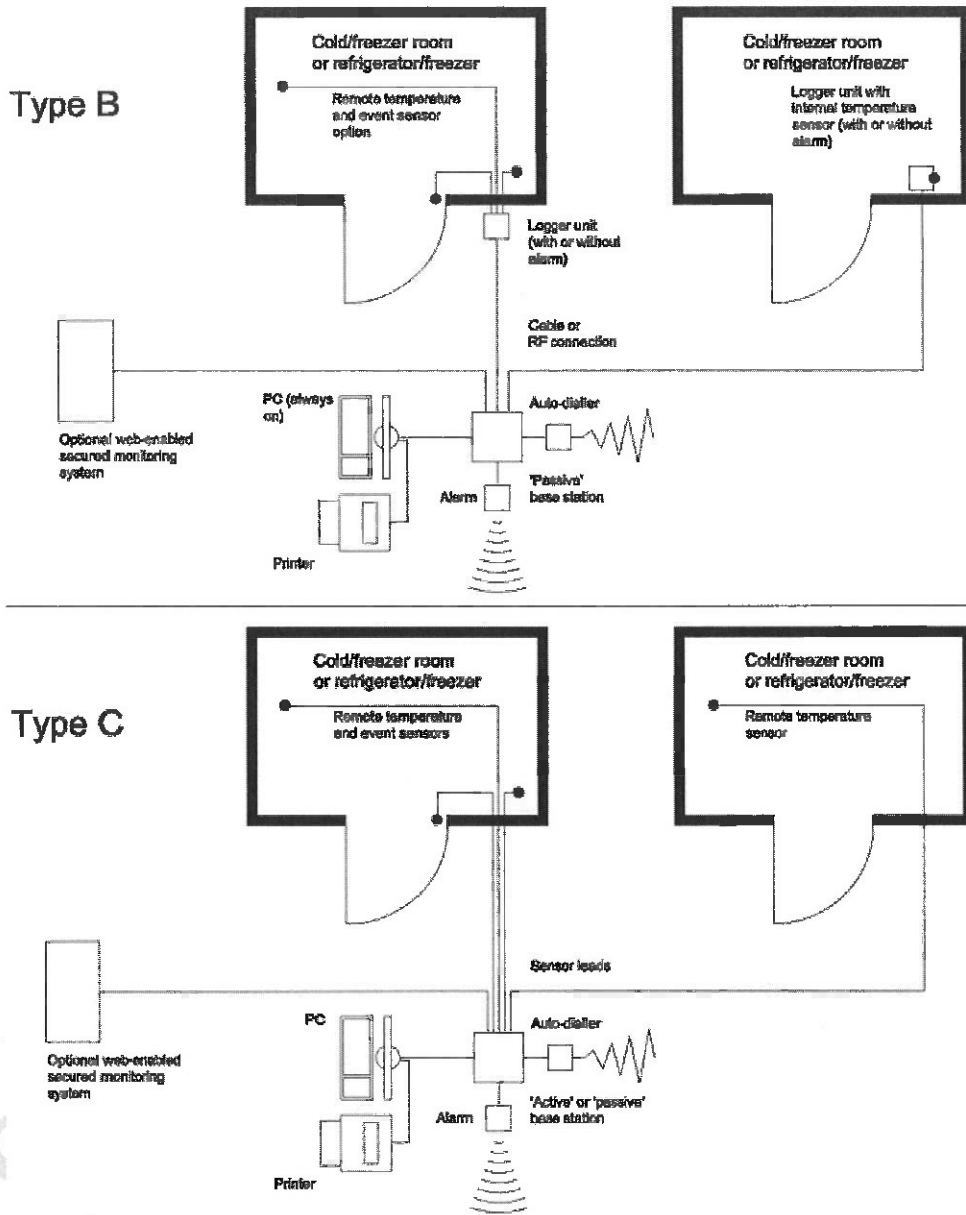 Type B
Cold/freezer room
or refrigerator/freezer
Remote temperature
and event sensor
option
Logger unit
(with or without
alarm)
Cold/freezer room
or refrigerator/freezer
Logger unit with
internal temperature
sensor (with or without
alarm)
Cable or
RF connection
Optional web-enabled
secured monitoring
system
PC (always
on)
Auto-dialler
Alarm
'Passive'
base station
Printer
Type C
Cold/freezer room
or refrigerator/freezer
Remote temperature
and event sensors
Cold/freezer room
or refrigerator/freezer
Remote temperature
sensor
Sensor leads
Optional web-enabled
secured monitoring
system
PC
Auto-dialler
Alarm
'Active' or 'passive'
base station
Printer